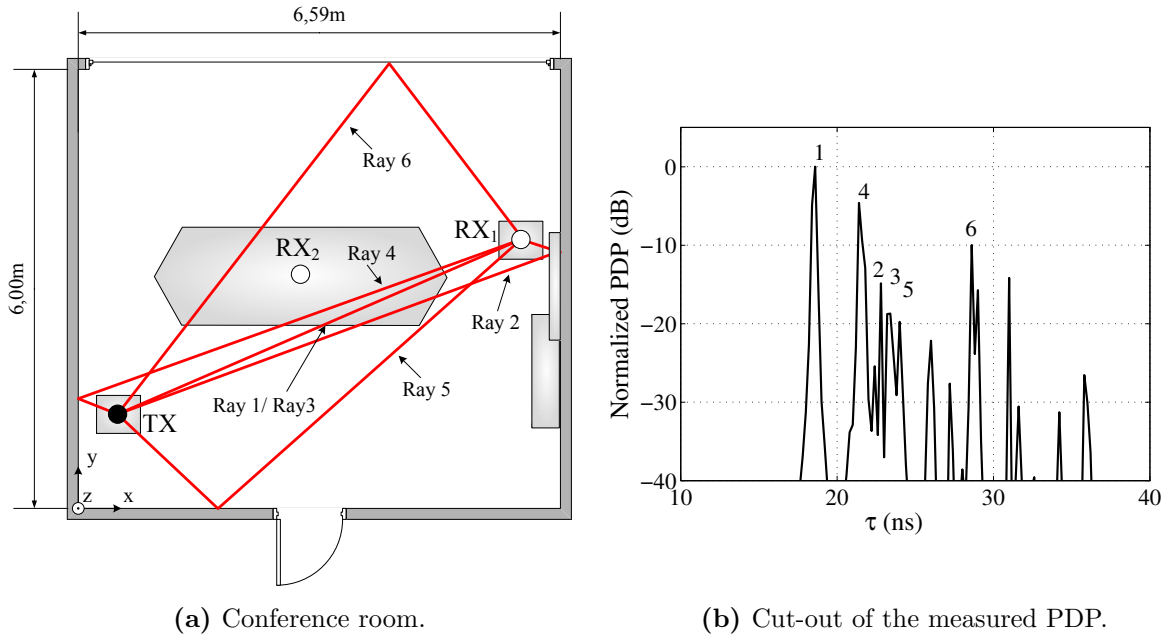 6,59m
6,00m
Ray 6
RX1
RX2
Ray 4
Ray 2
Ray 5
Ray 1/ Ray3
TX
y
z
x
(a) Conference room.
Normalized PDP (dB)
0
−10
−20
−30
−40
1
4
2
3
5
6
10
20
30
40
τ (ns)
(b) Cut-out of the measured PDP.